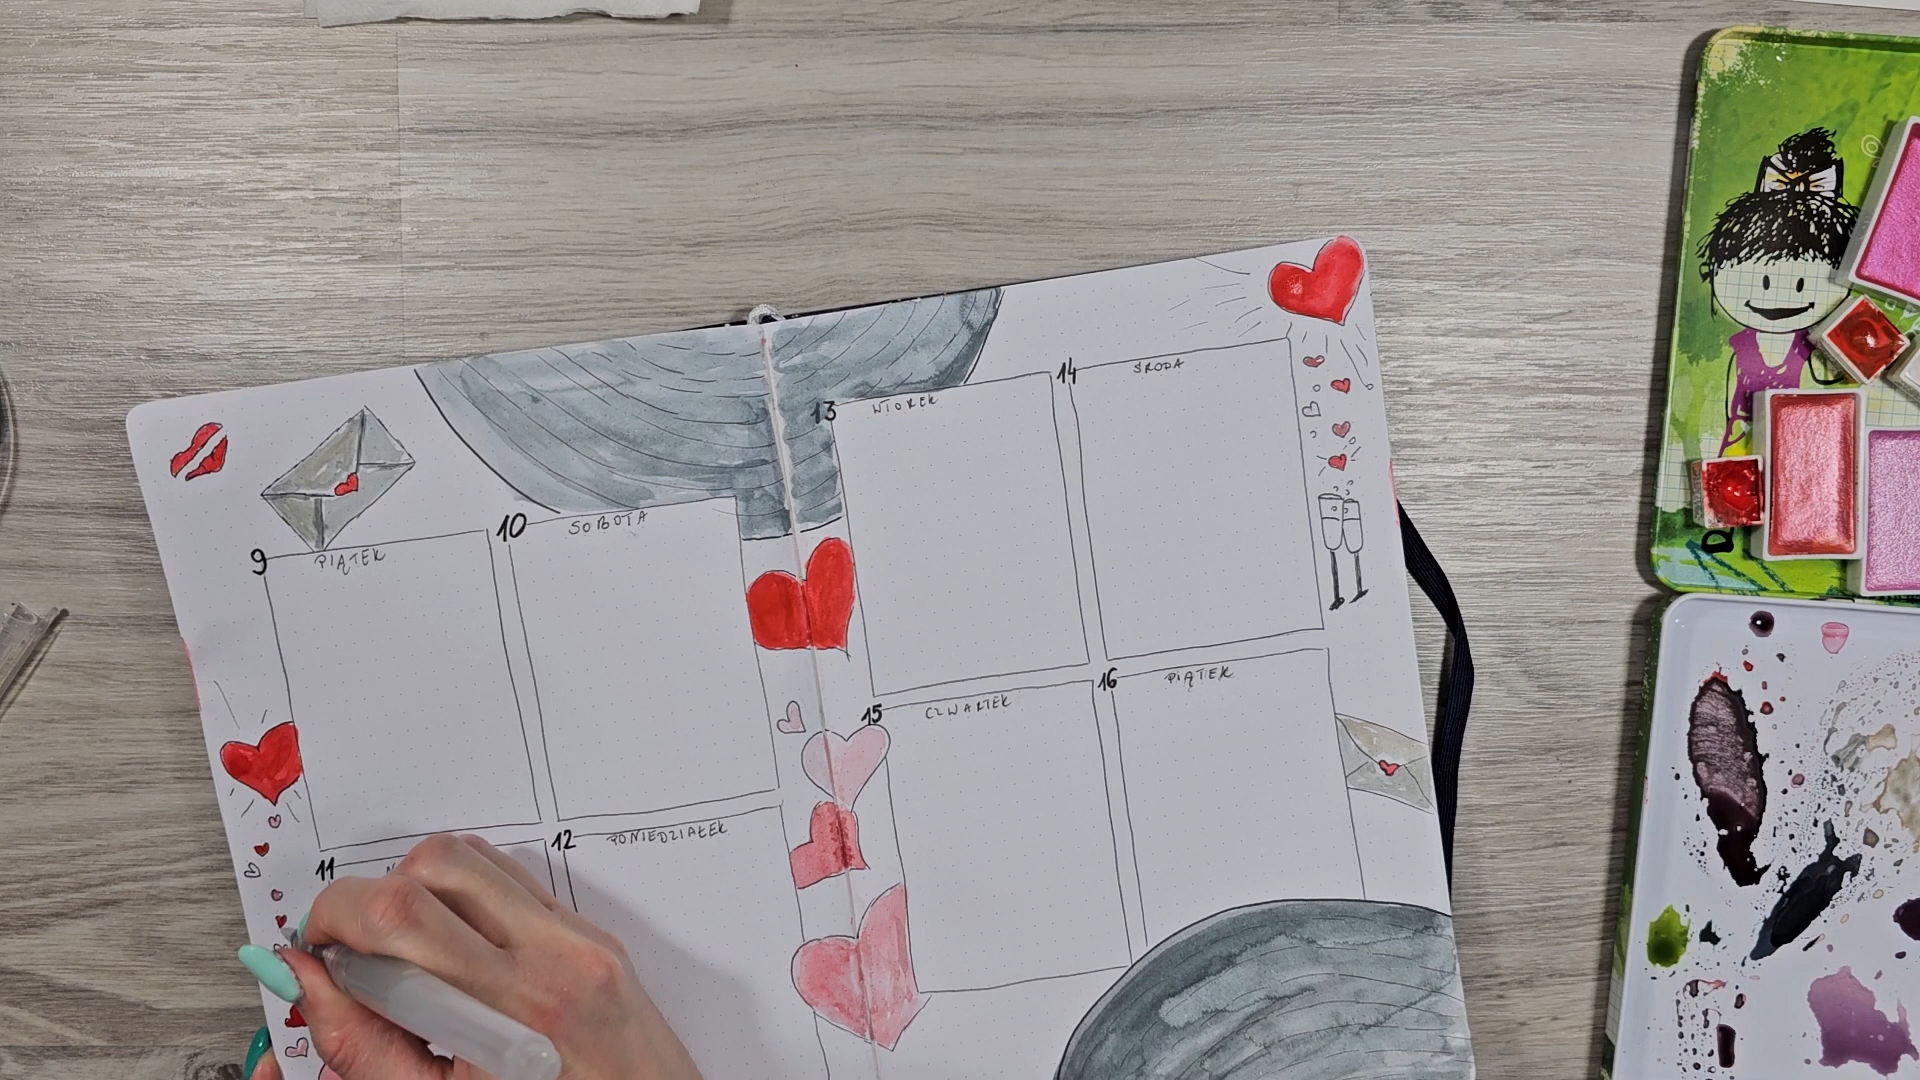 9 PIĄTEK
10 SOBOTA
11 N
12 PONIEDZIAŁEK
13 WTOREK
14 ŚRODA
15 CZWARTEK
16 PIĄTEK